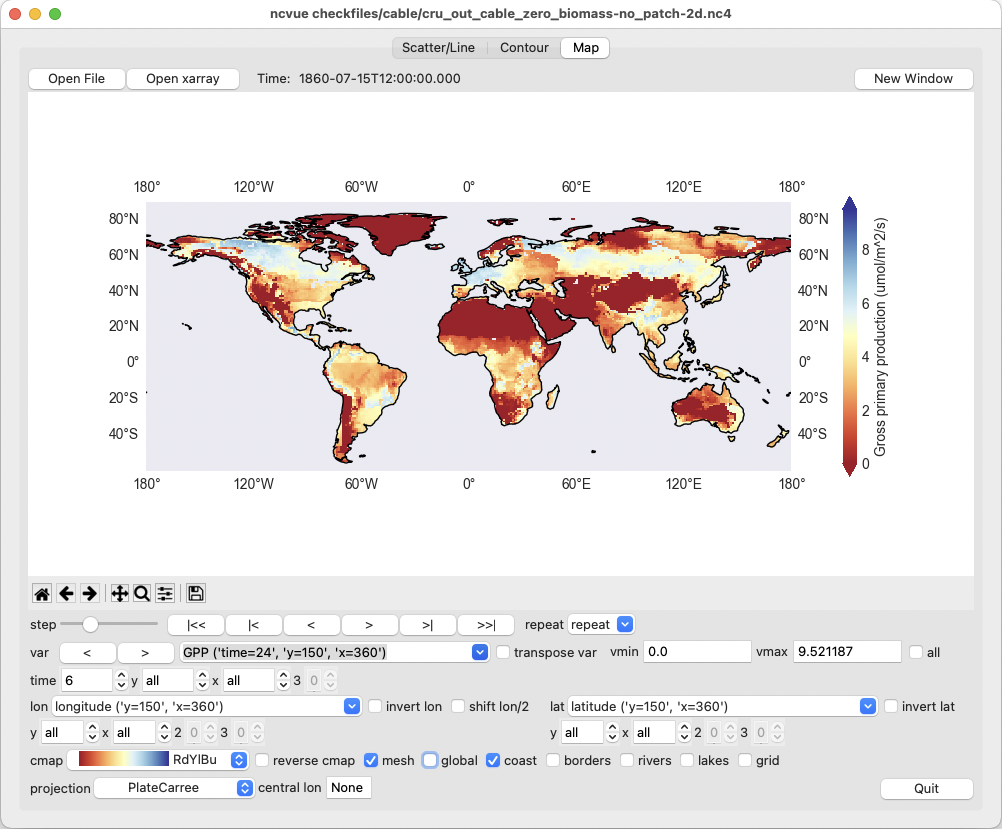 ncvue checkfiles/cable/cru_out_cable_zero_biomass-no_patch-2d.nc4
Scatter/Line Contour Map
Open File Open xarray Time: 1860-07-15T12:00:00.000 New Window
180° 120°W 60°W 0° 60°E 120°E 180°
80°N 80°N
60°N 60°N
40°N 40°N
20°N 20°N
0° 0°
20°S 20°S
40°S 40°S
180° 120°W 60°W 0° 60°E 120°E 180°
8
6
4
2
0
Gross primary production (umol/m^2/s)
step |<< |< < > >| >>| repeat repeat
var < > GPP ('time=24', 'y=150', 'x=360') transpose var vmin 0.0 vmax 9.521187 all
time 6 y all x all 3 0
lon longitude ('y=150', 'x=360') invert lon shift lon/2 lat latitude ('y=150', 'x=360') invert lat
y all x all 2 0 3 0 y all x all 2 0 3 0
cmap RdYlBu reverse cmap mesh global coast borders rivers lakes grid
projection PlateCarree central lon None Quit